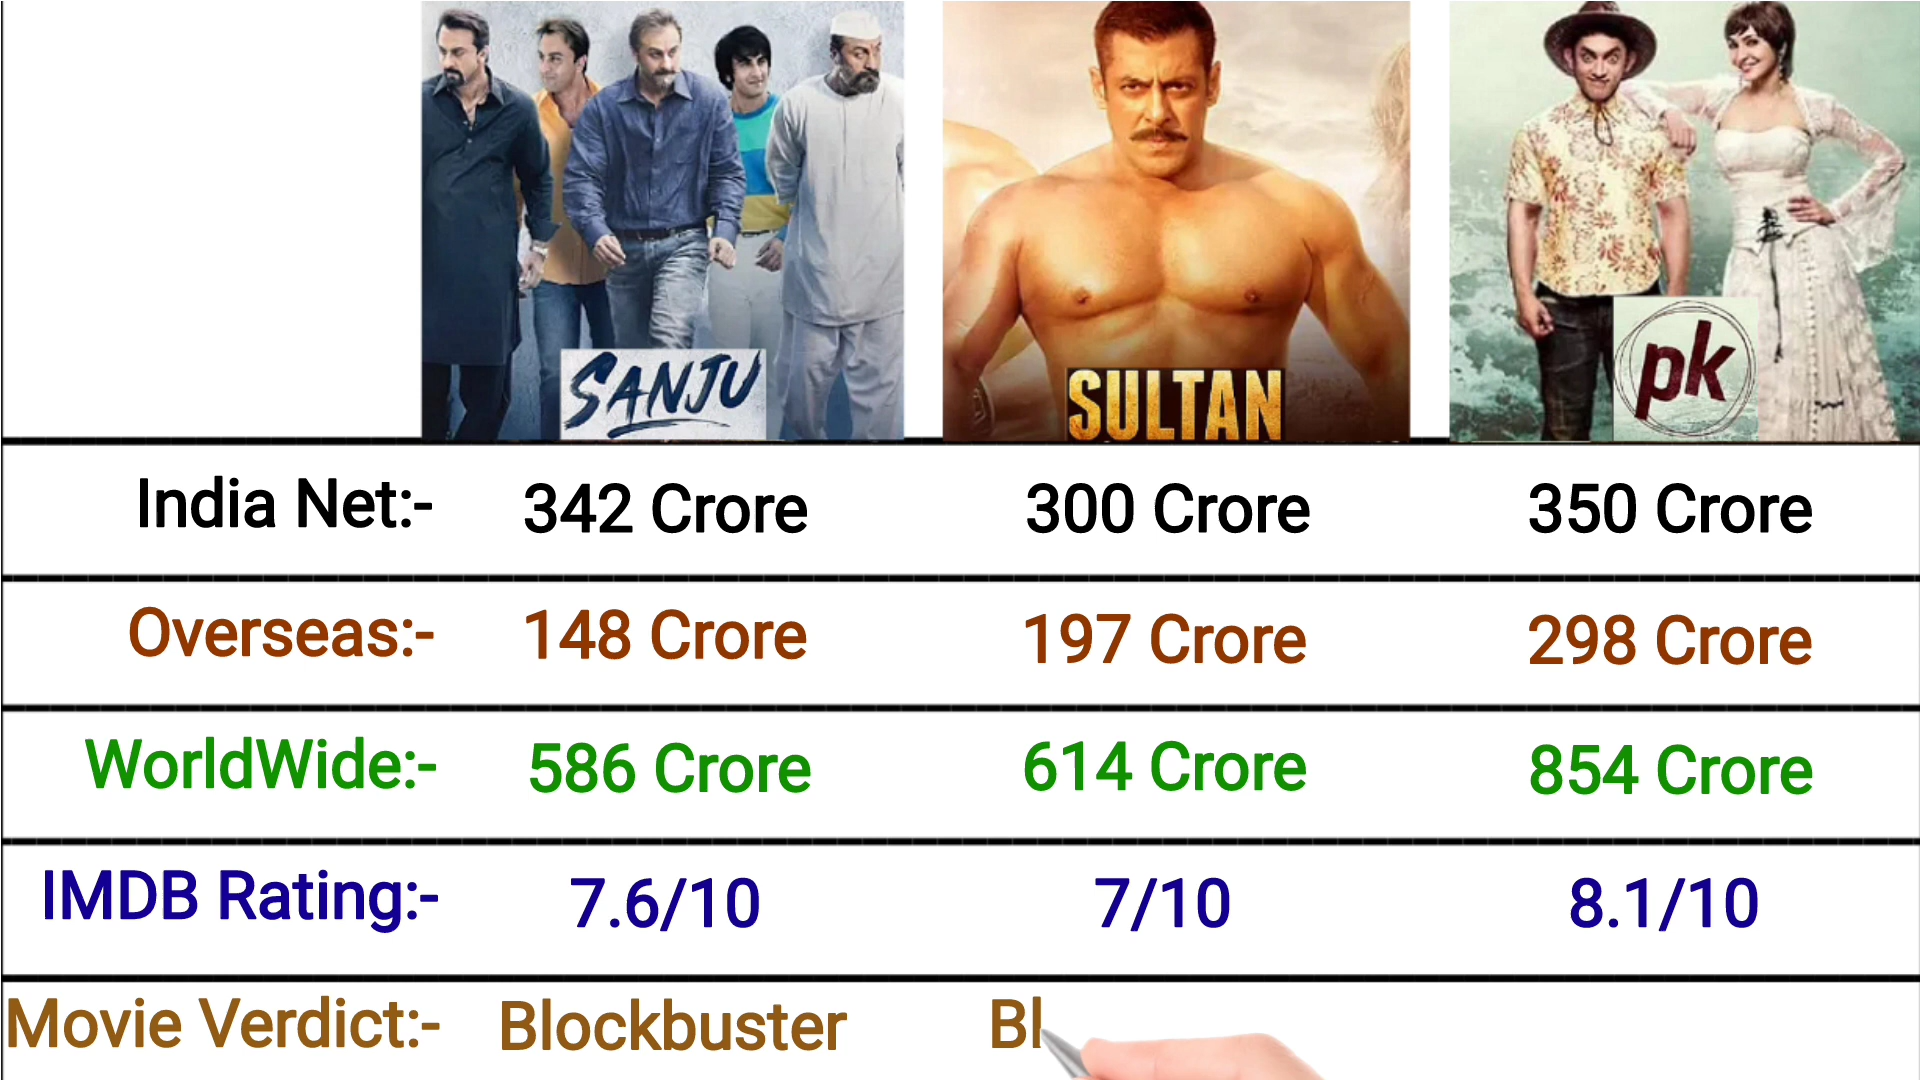 SANJU
SULTAN
pk
India Net:- 342 Crore 300 Crore 350 Crore
Overseas:- 148 Crore 197 Crore 298 Crore
WorldWide:- 586 Crore 614 Crore 854 Crore
IMDB Rating:- 7.6/10 7/10 8.1/10
Movie Verdict:- Blockbuster Bl